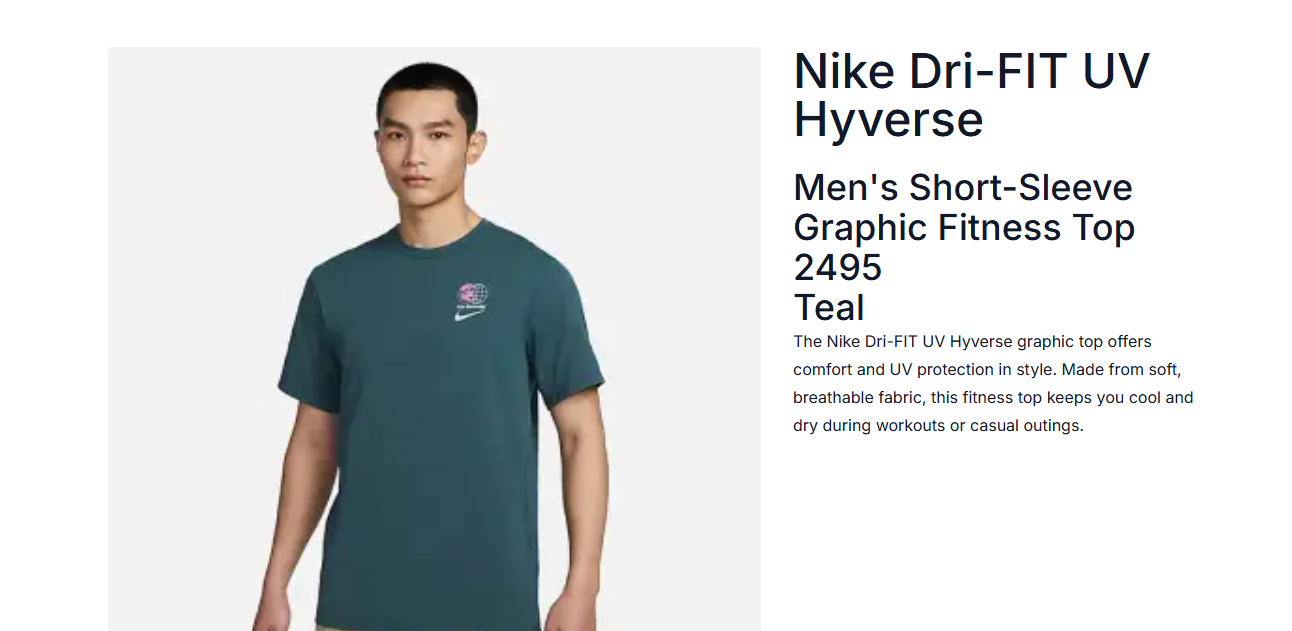 Nike Dri-FIT UV
Hyverse
Men's Short-Sleeve
Graphic Fitness Top
2495
Teal
The Nike Dri-FIT UV Hyverse graphic top offers
comfort and UV protection in style. Made from soft,
breathable fabric, this fitness top keeps you cool and
dry during workouts or casual outings.